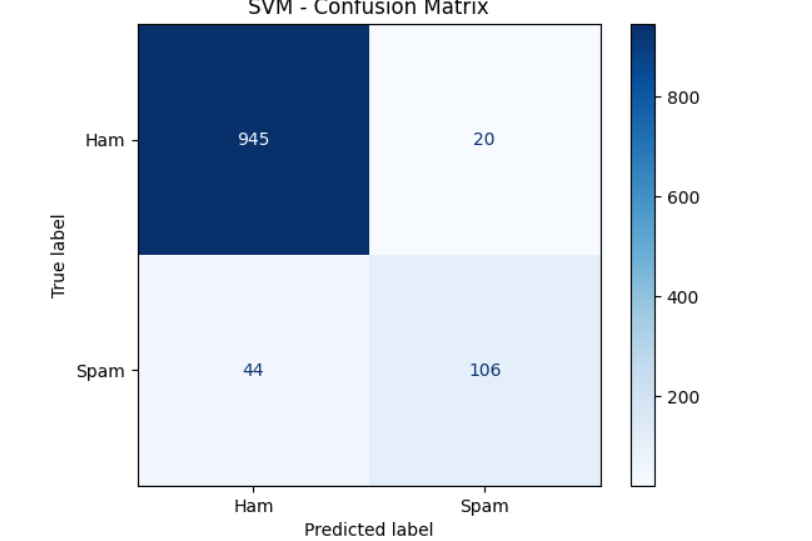 SVM - Confusion Matrix
Ham
945
20
800
600
True label
400
Spam
44
106
200
Ham
Spam
Predicted label